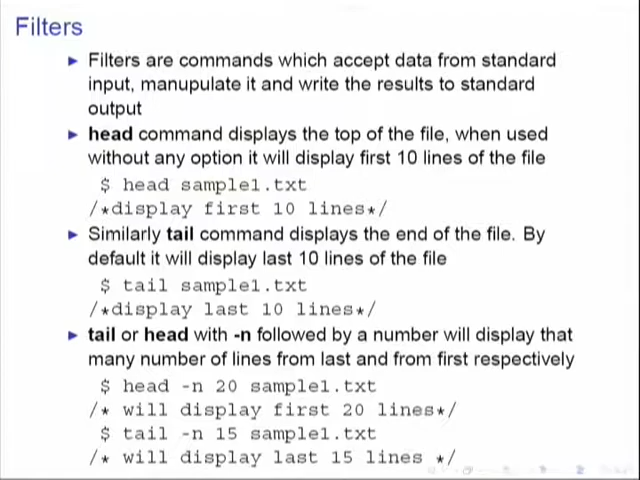 Filters
Filters are commands which accept data from standard
input, manupulate it and write the results to standard
output
head command displays the top of the file, when used
without any option it will display first 10 lines of the file
$ head sample1.txt
/*display first 10 lines*/
Similarly tail command displays the end of the file. By
default it will display last 10 lines of the file
$ tail sample1.txt
/*display last 10 lines*/
tail or head with -n followed by a number will display that
many number of lines from last and from first respectively
$ head -n 20 sample1.txt
/* will display first 20 lines*/
$ tail -n 15 sample1.txt
/* will display last 15 lines */